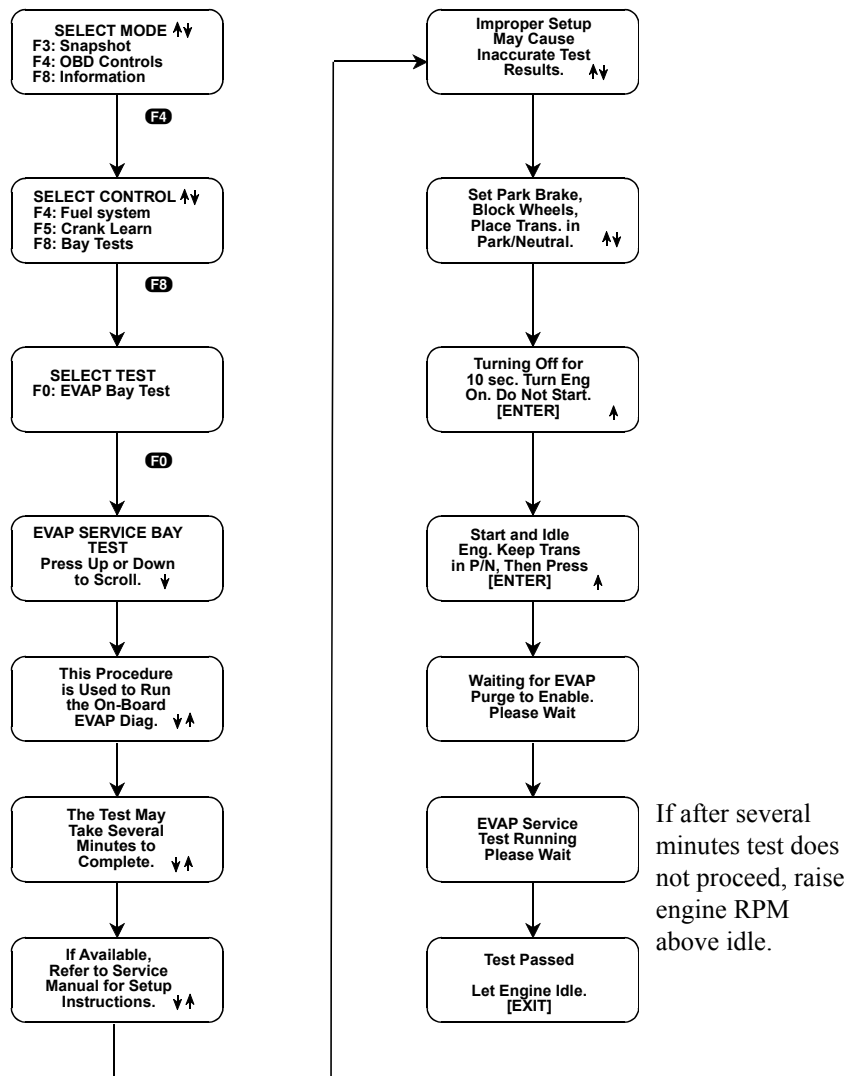 SELECT MODE
F3: Snapshot
F4: OBD Controls
F8: Information
F4
SELECT CONTROL
F4: Fuel system
F5: Crank Learn
F8: Bay Tests
F8
SELECT TEST
F0: EVAP Bay Test
F0
EVAP SERVICE BAY
TEST
Press Up or Down
to Scroll.
This Procedure
is Used to Run
the On-Board
EVAP Diag.
The Test May
Take Several
Minutes to
Complete.
If Available,
Refer to Service
Manual for Setup
Instructions.
Improper Setup
May Cause
Inaccurate Test
Results.
Set Park Brake,
Block Wheels,
Place Trans. in
Park/Neutral.
Turning Off for
10 sec. Turn Eng
On. Do Not Start.
[ENTER]
Start and Idle
Eng. Keep Trans
in P/N, Then Press
[ENTER]
Waiting for EVAP
Purge to Enable.
Please Wait
EVAP Service
Test Running
Please Wait
If after several
minutes test does
not proceed, raise
engine RPM
above idle.
Test Passed
Let Engine Idle.
[EXIT]